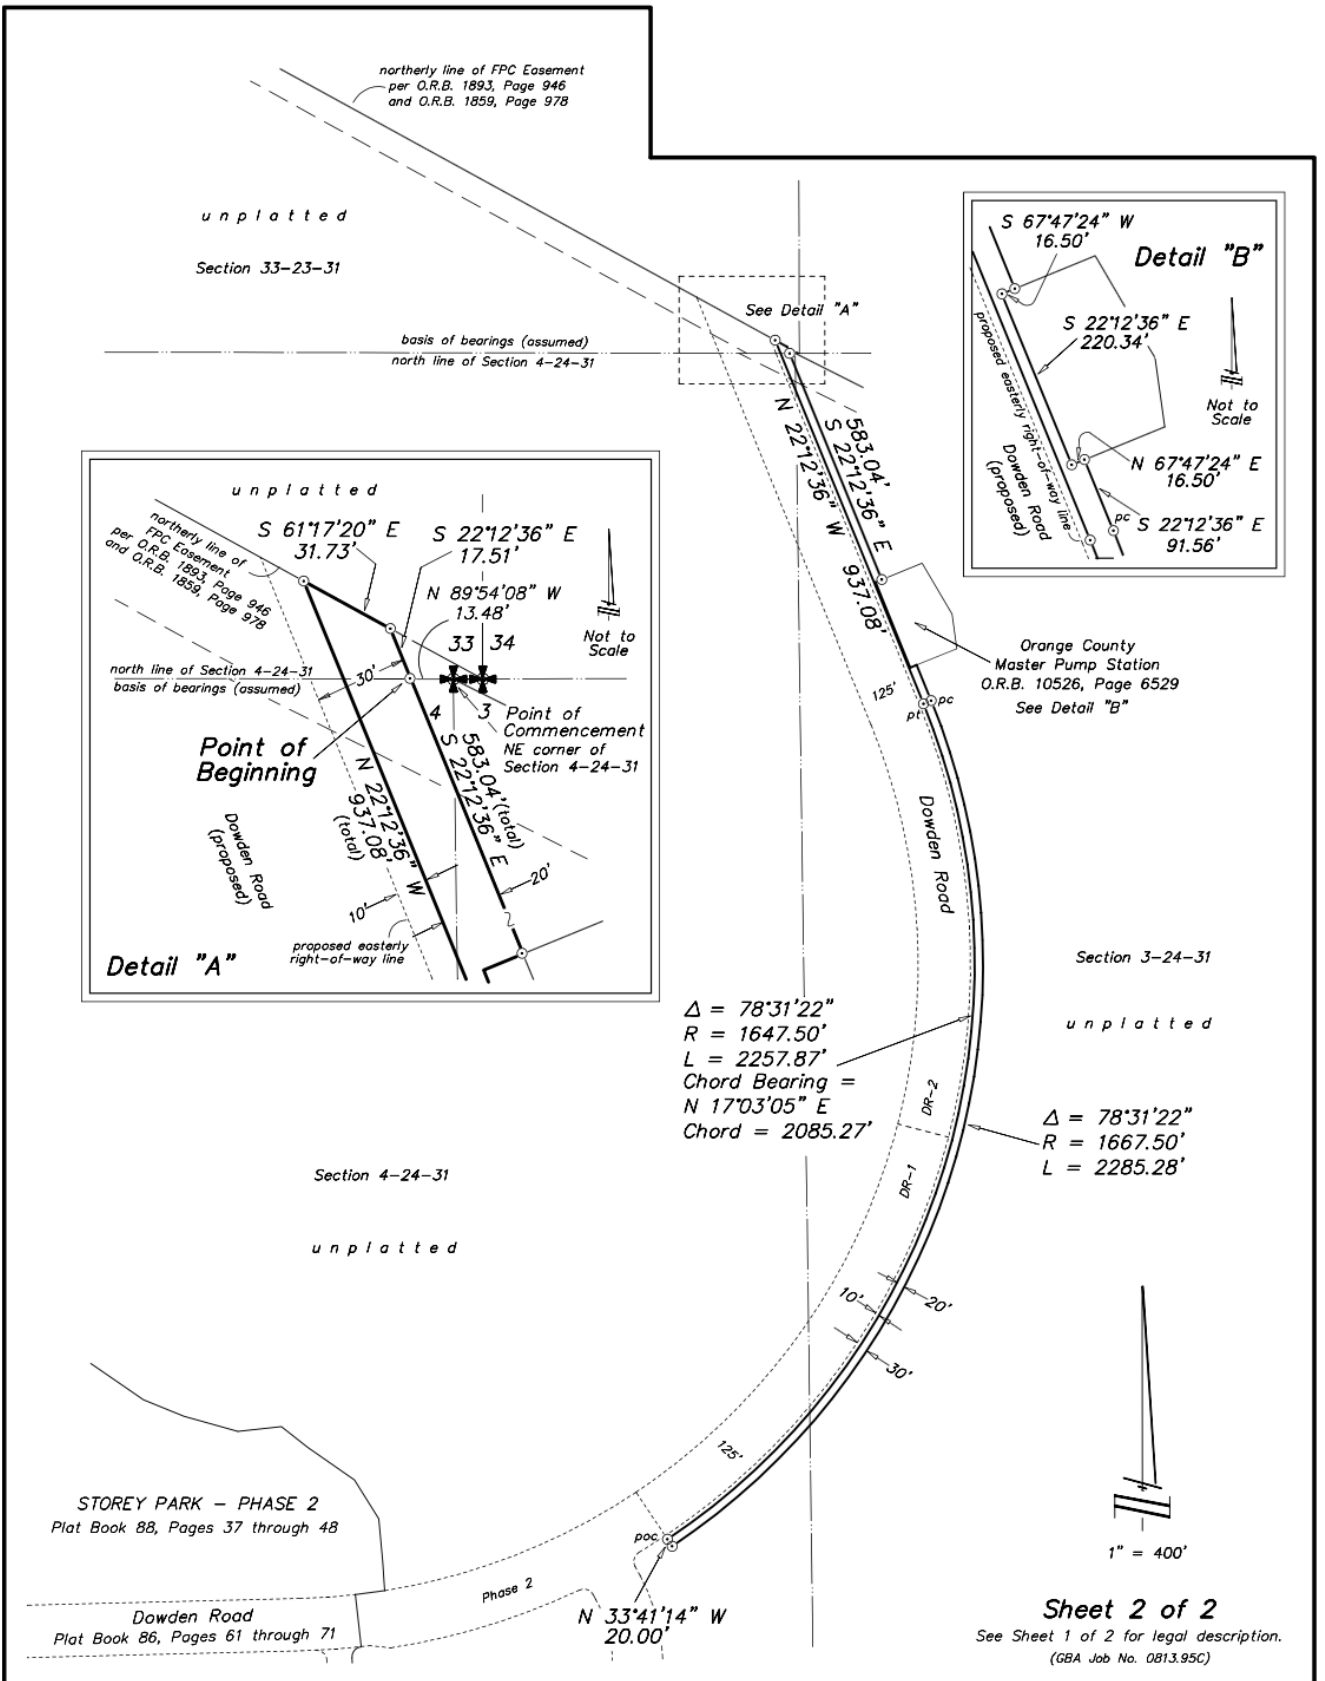 northerly line of FPC Easement
per O.R.B. 1893, Page 946
and O.R.B. 1859, Page 978
unplatted
Section 33-23-31
basis of bearings (assumed)
north line of Section 4-24-31
See Detail "A"
S 67°47'24" W
16.50'
Detail "B"
S 22°12'36" E
220.34'
Not to
Scale
proposed easterly right-of-way line
Dowden Road
(proposed)
N 67°47'24" E
16.50'
pc
S 22°12'36" E
91.56'
583.04'
S 22°12'36" E
N 22°12'36" W
937.08'
Orange County
Master Pump Station
O.R.B. 10526, Page 6529
See Detail "B"
125'
pt
pc
unplatted
northerly line of
FPC Easement
per O.R.B. 1893, Page 946
and O.R.B. 1859, Page 978
S 61°17'20" E
31.73'
S 22°12'36" E
17.51'
N 89°54'08" W
13.48'
Not to
Scale
33
34
north line of Section 4-24-31
basis of bearings (assumed)
30'
4
3
Point of
Commencement
NE corner of
Section 4-24-31
Point of
Beginning
583.04' (total)
S 22°12'36" E
N 22°12'36" W
937.08'
(total)
Dowden Road
(proposed)
20'
10'
proposed easterly
right-of-way line
Detail "A"
Dowden Road
Section 3-24-31
unplatted
Δ = 78°31'22"
R = 1647.50'
L = 2257.87'
Chord Bearing =
N 17°03'05" E
Chord = 2085.27'
DR-2
DR-1
Δ = 78°31'22"
R = 1667.50'
L = 2285.28'
Section 4-24-31
unplatted
10'
20'
30'
125'
STOREY PARK - PHASE 2
Plat Book 88, Pages 37 through 48
poc
Phase 2
Dowden Road
Plat Book 86, Pages 61 through 71
N 33°41'14" W
20.00'
1" = 400'
Sheet 2 of 2
See Sheet 1 of 2 for legal description.
(GBA Job No. 0813.95C)